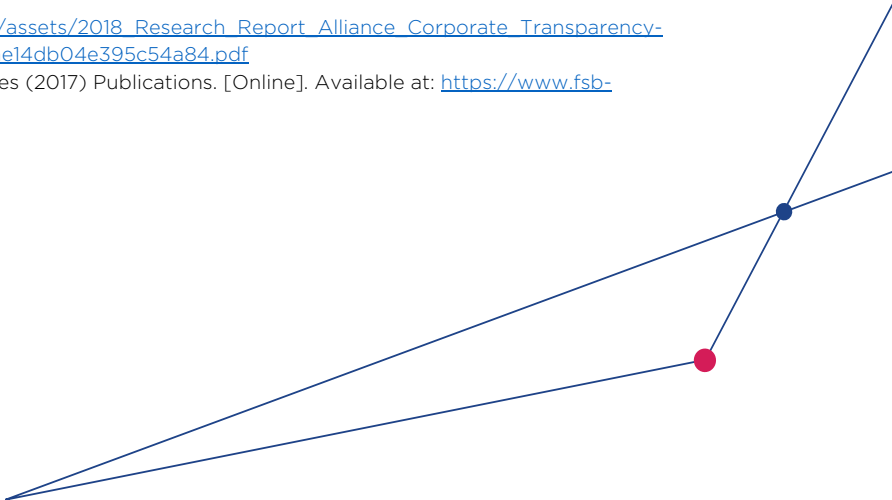 /assets/2018_Research_Report_Alliance_Corporate_Transparency-
e14db04e395c54a84.pdf
es (2017) Publications. [Online]. Available at: https://www.fsb-